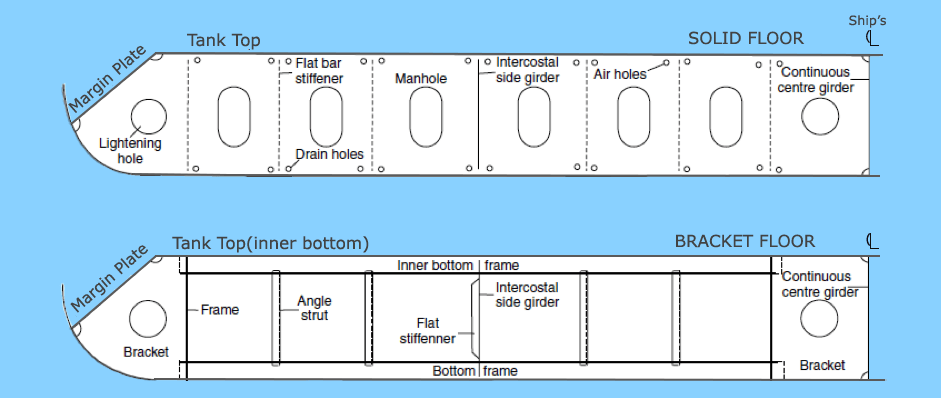 Ship's
℄
Tank Top
SOLID FLOOR
Margin Plate
Flat bar
stiffener
Manhole
Intercostal
side girder
Air holes
Continuous
centre girder
Lightening
hole
Drain holes
Tank Top(inner bottom)
BRACKET FLOOR
℄
Margin Plate
Inner bottom frame
Continuous
centre girder
Frame
Angle
strut
Intercostal
side girder
Flat
stiffenner
Bracket
Bracket
Bottom frame